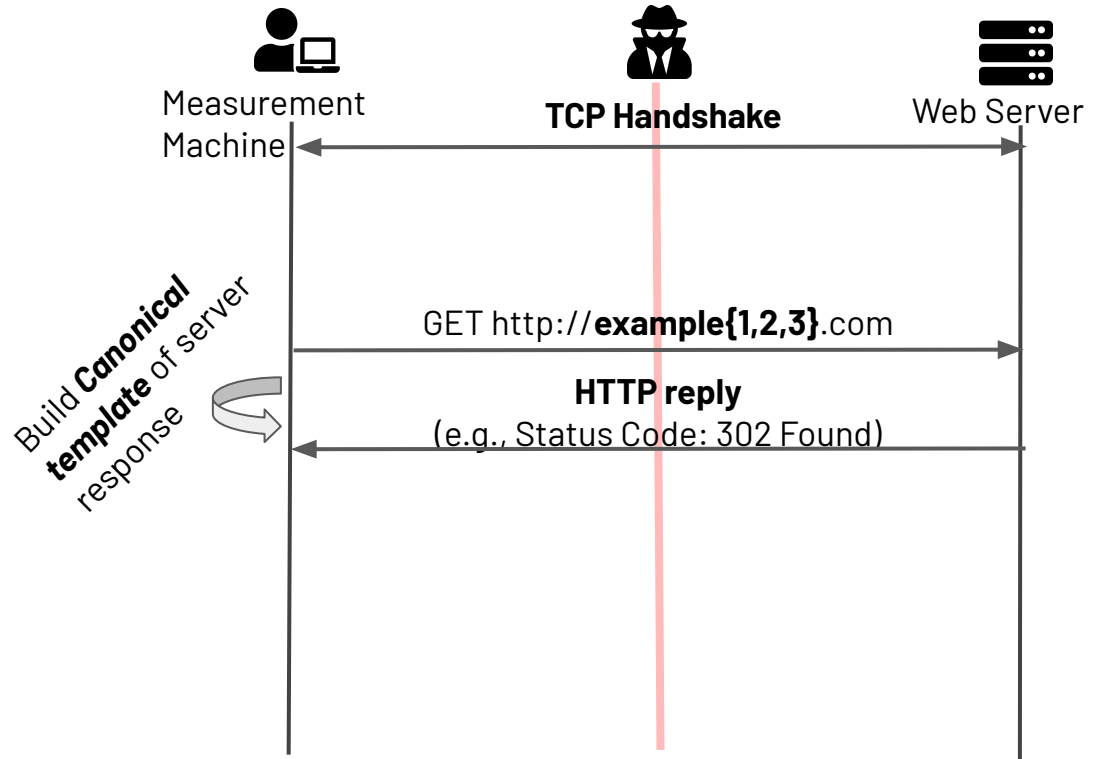 Measurement
Machine
TCP Handshake
Web Server
GET http://example{1,2,3}.com
HTTP reply
(e.g., Status Code: 302 Found)
Build Canonical
template of server
response